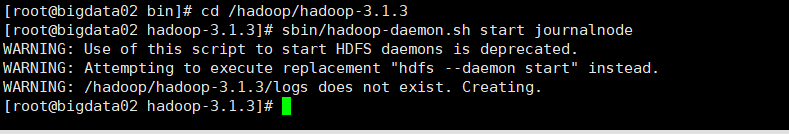 [root@bigdata02 bin]# cd /hadoop/hadoop-3.1.3
[root@bigdata02 hadoop-3.1.3]# sbin/hadoop-daemon.sh start journalnode
WARNING: Use of this script to start HDFS daemons is deprecated.
WARNING: Attempting to execute replacement "hdfs --daemon start" instead.
WARNING: /hadoop/hadoop-3.1.3/logs does not exist. Creating.
[root@bigdata02 hadoop-3.1.3]#